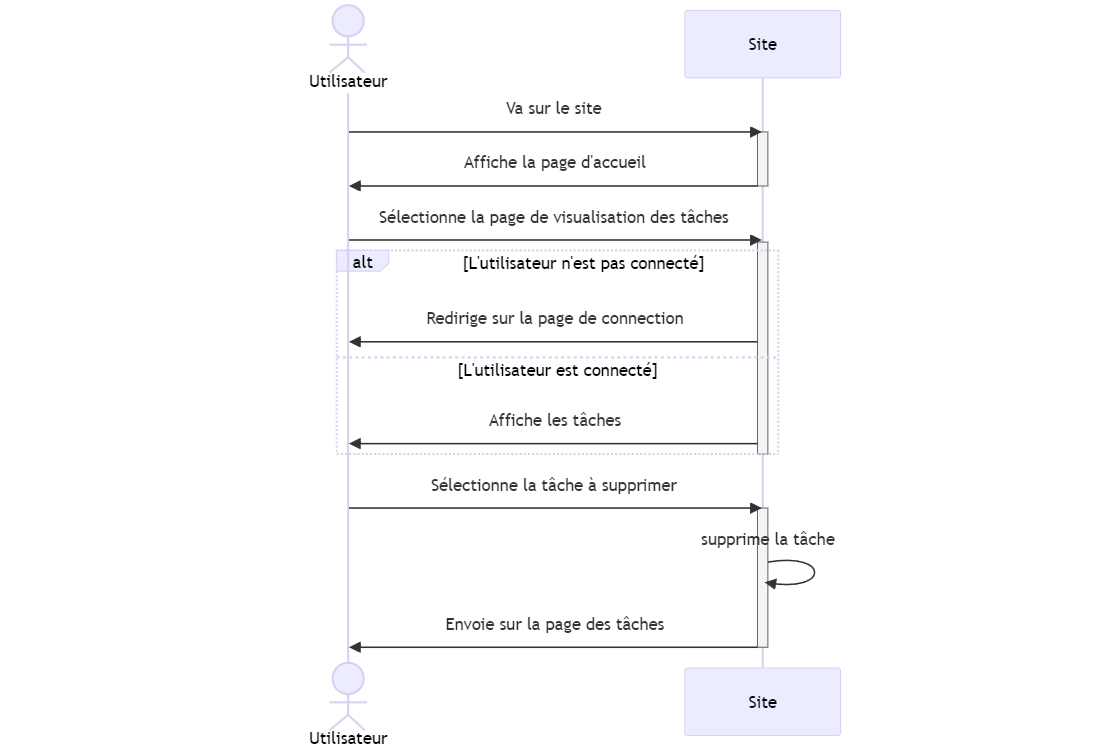 Utilisateur
Site
Va sur le site
Affiche la page d'accueil
Sélectionne la page de visualisation des tâches
alt
[L'utilisateur n'est pas connecté]
Redirige sur la page de connection
[L'utilisateur est connecté]
Affiche les tâches
Sélectionne la tâche à supprimer
supprime la tâche
Envoie sur la page des tâches
Utilisateur
Site